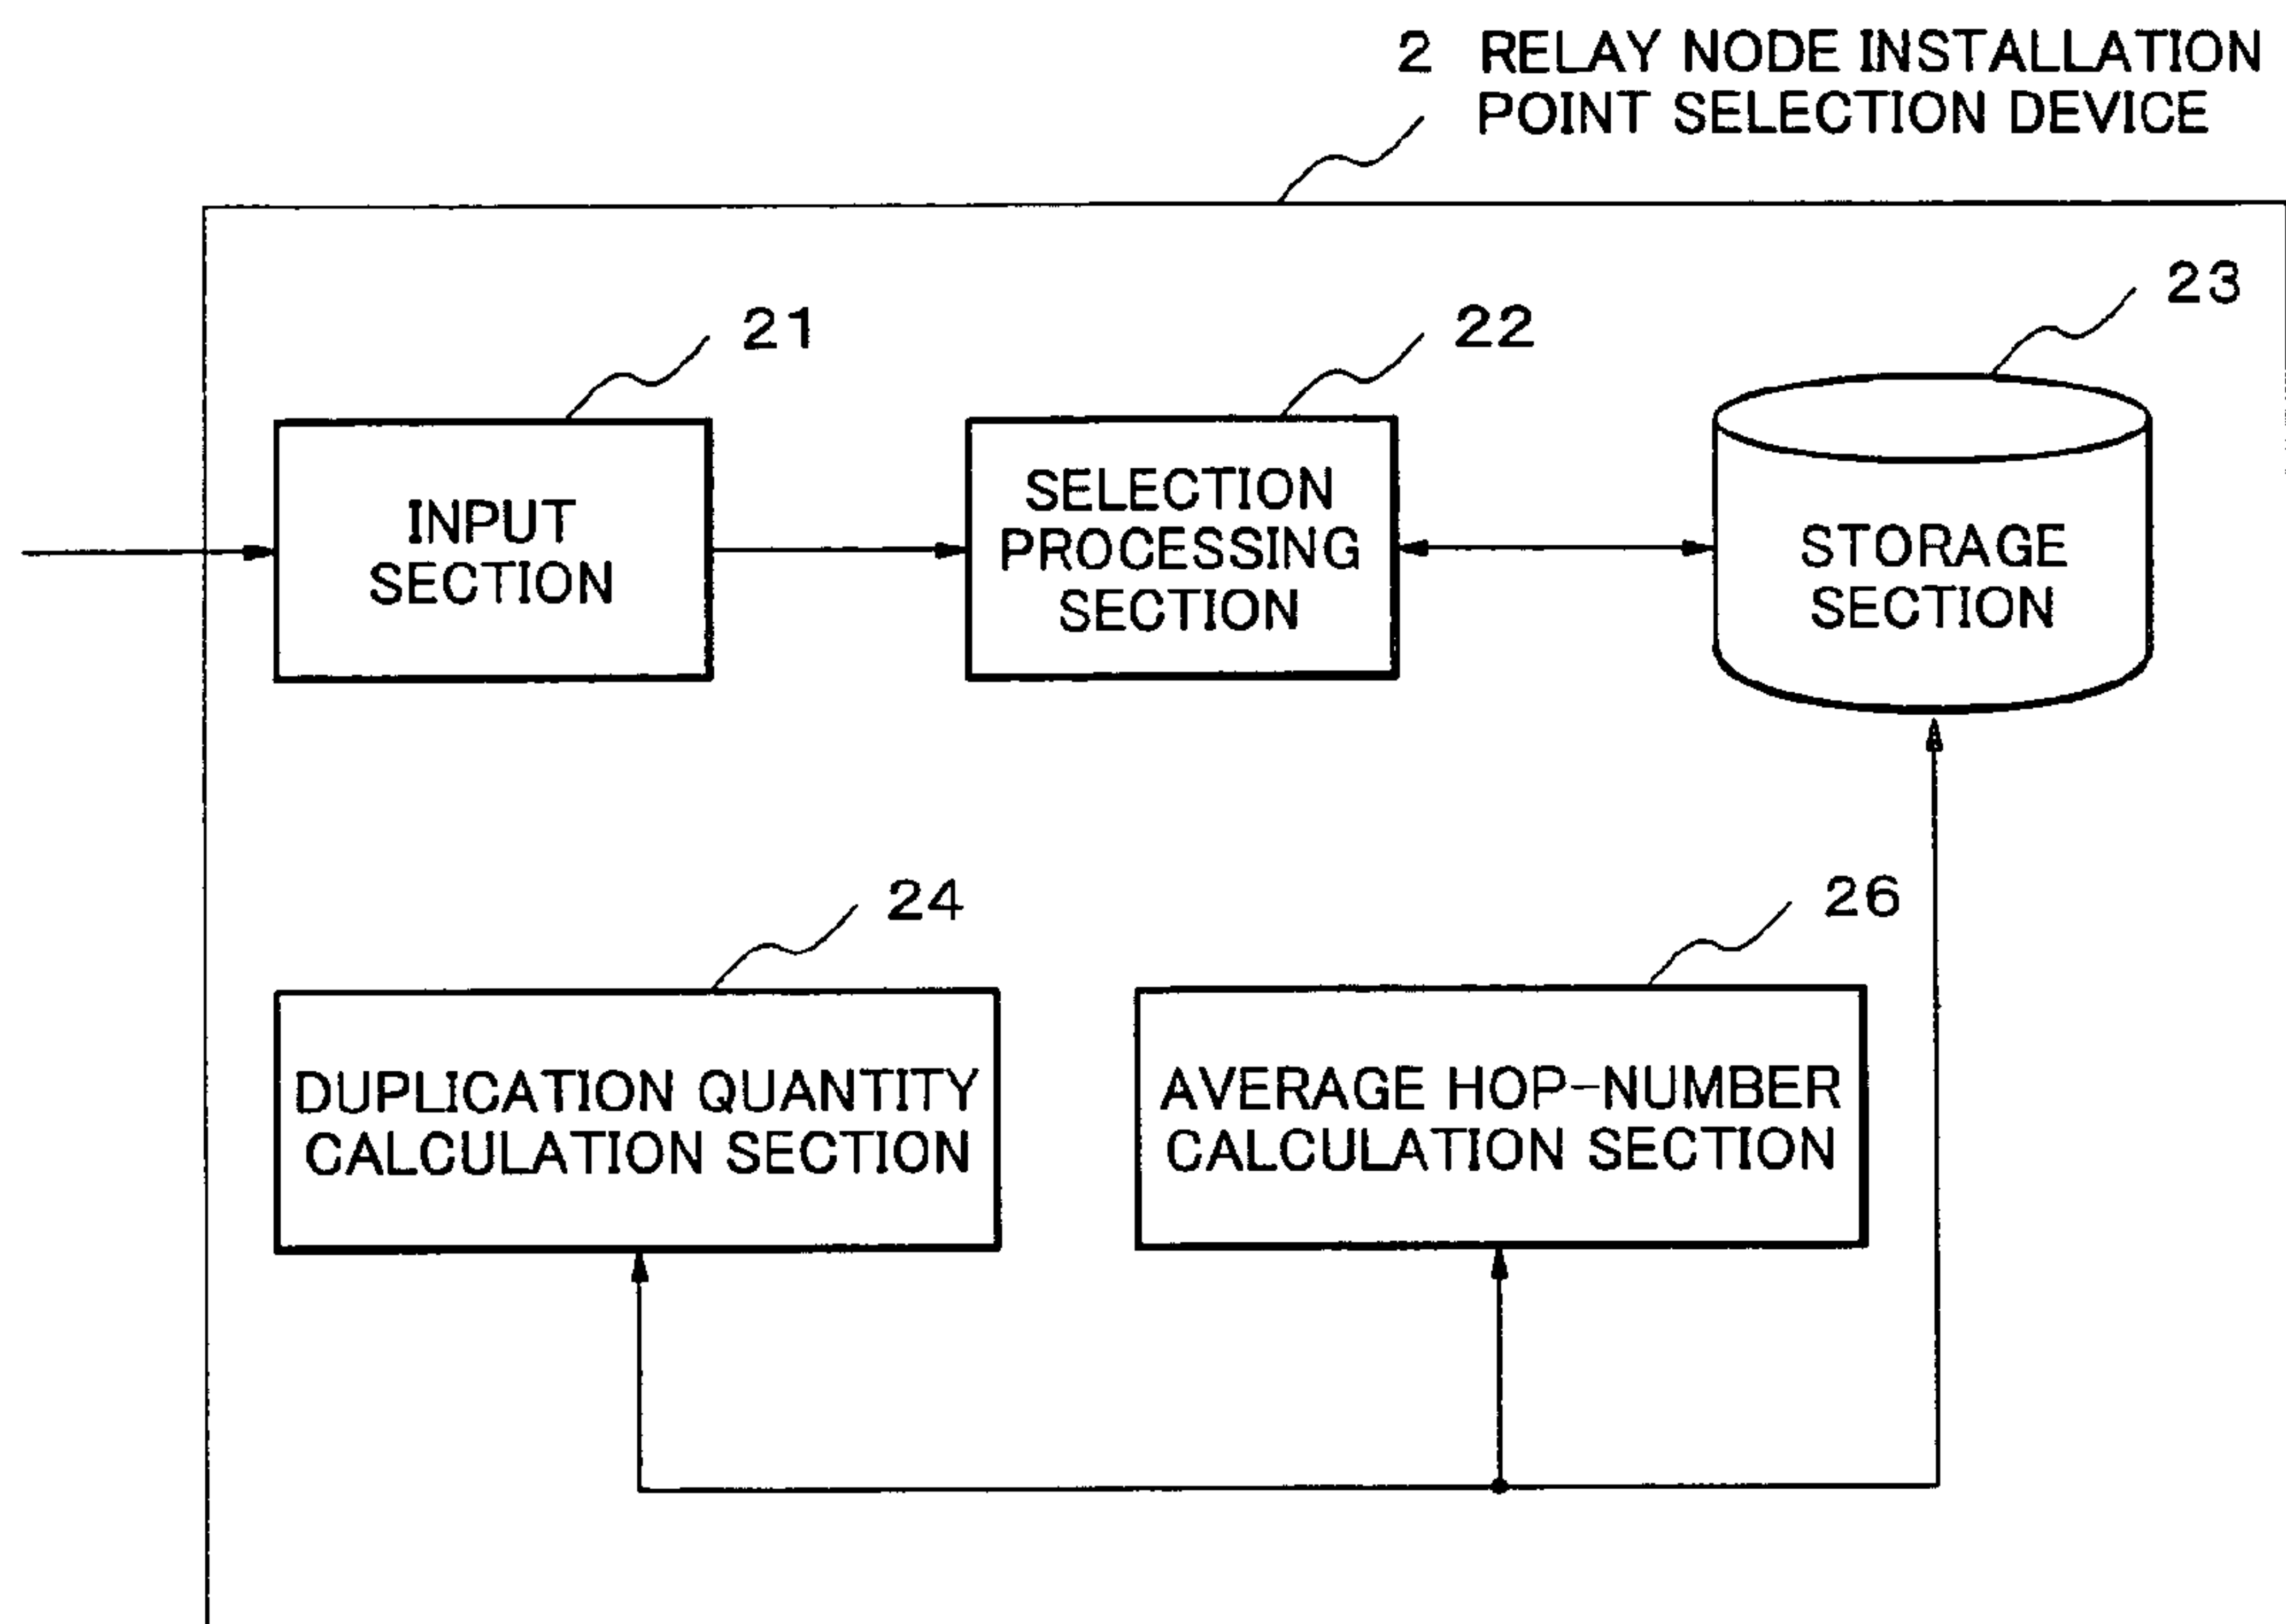 2 RELAY NODE INSTALLATION
POINT SELECTION DEVICE
21
22
23
INPUT
SECTION
SELECTION
PROCESSING
SECTION
STORAGE
SECTION
24
26
DUPLICATION QUANTITY
CALCULATION SECTION
AVERAGE HOP-NUMBER
CALCULATION SECTION